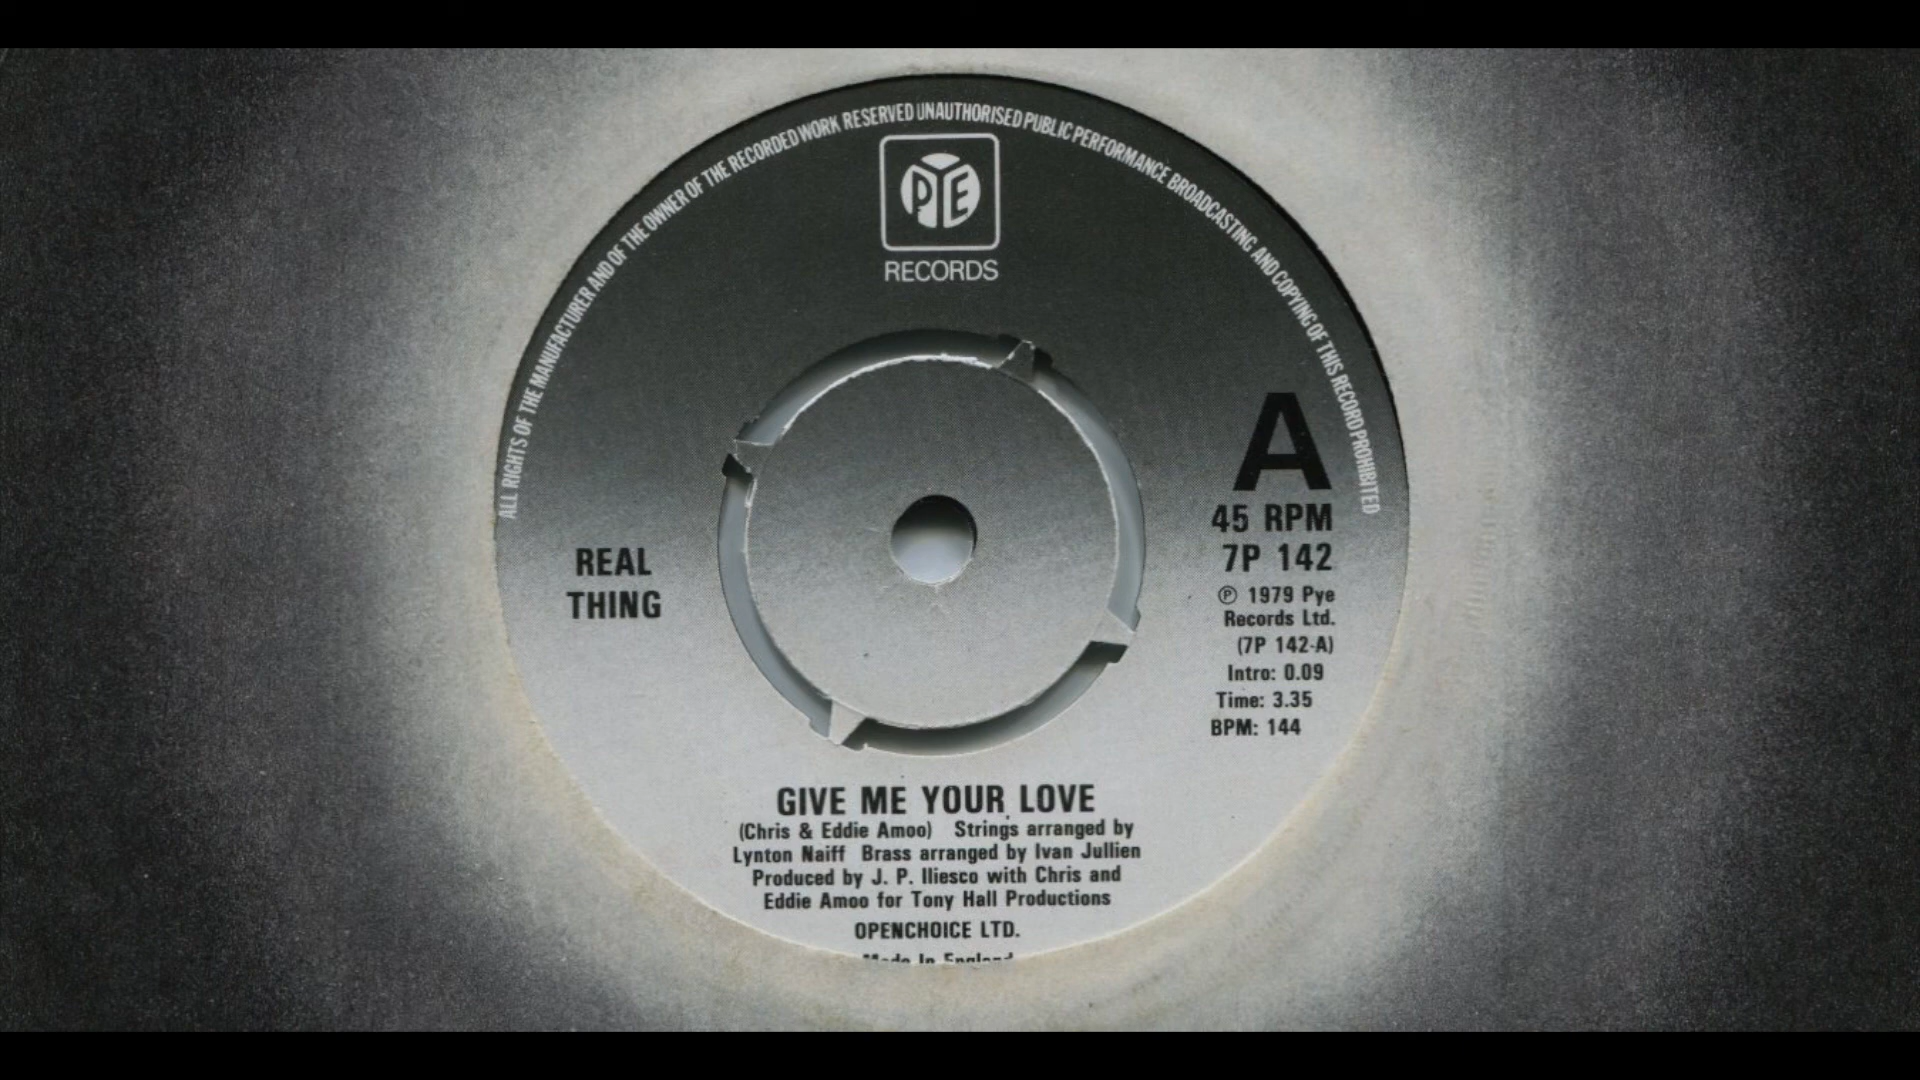 ALL RIGHTS OF THE MANUFACTURER AND OF THE OWNER OF THE RECORDED WORK RESERVED UNAUTHORISED PUBLIC PERFORMANCE BROADCASTING AND COPYING OF THIS RECORD PROHIBITED
PYE
RECORDS
A
45 RPM
7P 142
℗ 1979 Pye
Records Ltd.
(7P 142-A)
Intro: 0.09
Time: 3.35
BPM: 144
REAL
THING
GIVE ME YOUR LOVE
(Chris & Eddie Amoo) Strings arranged by
Lynton Naiff Brass arranged by Ivan Jullien
Produced by J. P. Iliesco with Chris and
Eddie Amoo for Tony Hall Productions
OPENCHOICE LTD.
Made In England